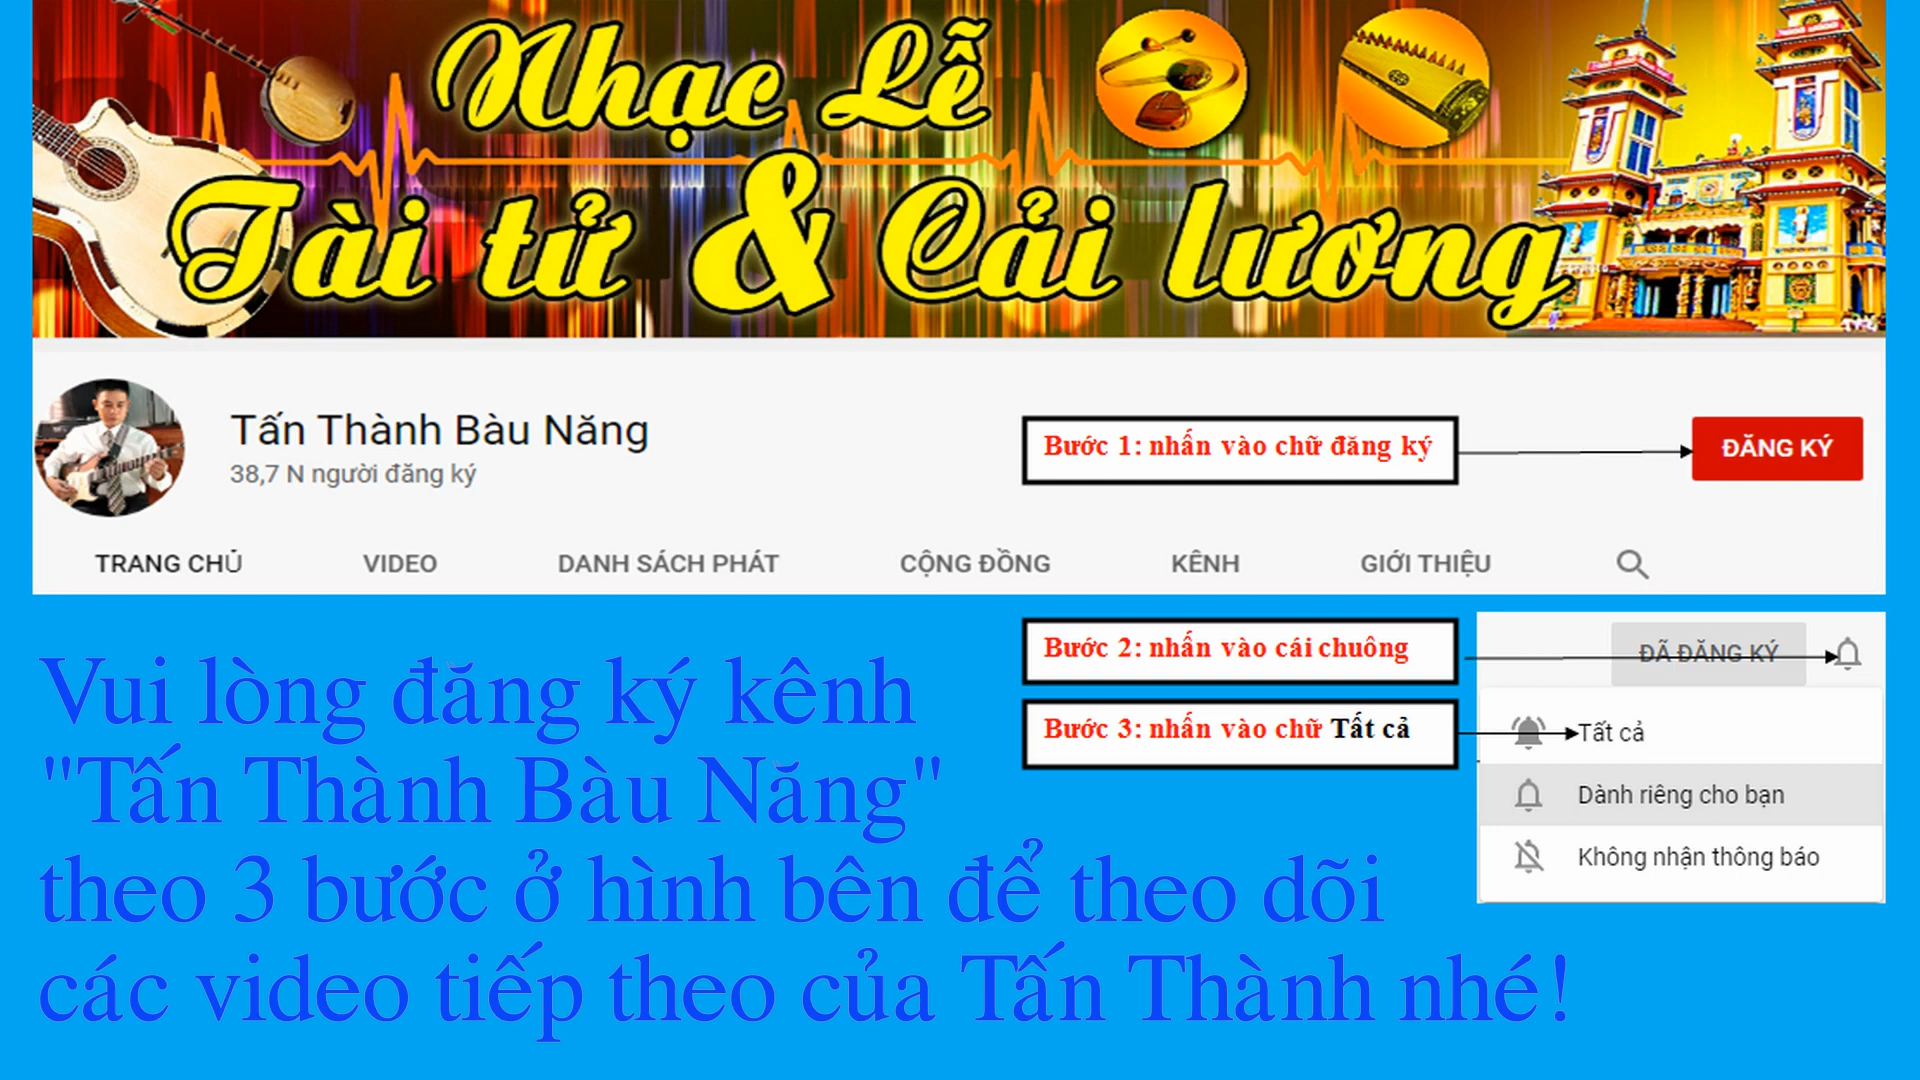 Nhạc Lễ
Tài tử & Cải lương
Tấn Thành Bàu Năng
38,7 N người đăng ký
Bước 1: nhấn vào chữ đăng ký
ĐĂNG KÝ
TRANG CHỦ VIDEO DANH SÁCH PHÁT CỘNG ĐỒNG KÊNH GIỚI THIỆU
Bước 2: nhấn vào cái chuông
ĐÃ ĐĂNG KÝ
Bước 3: nhấn vào chữ Tất cả
Tất cả
Dành riêng cho bạn
Không nhận thông báo
Vui lòng đăng ký kênh
"Tấn Thành Bàu Năng"
theo 3 bước ở hình bên để theo dõi
các video tiếp theo của Tấn Thành nhé!